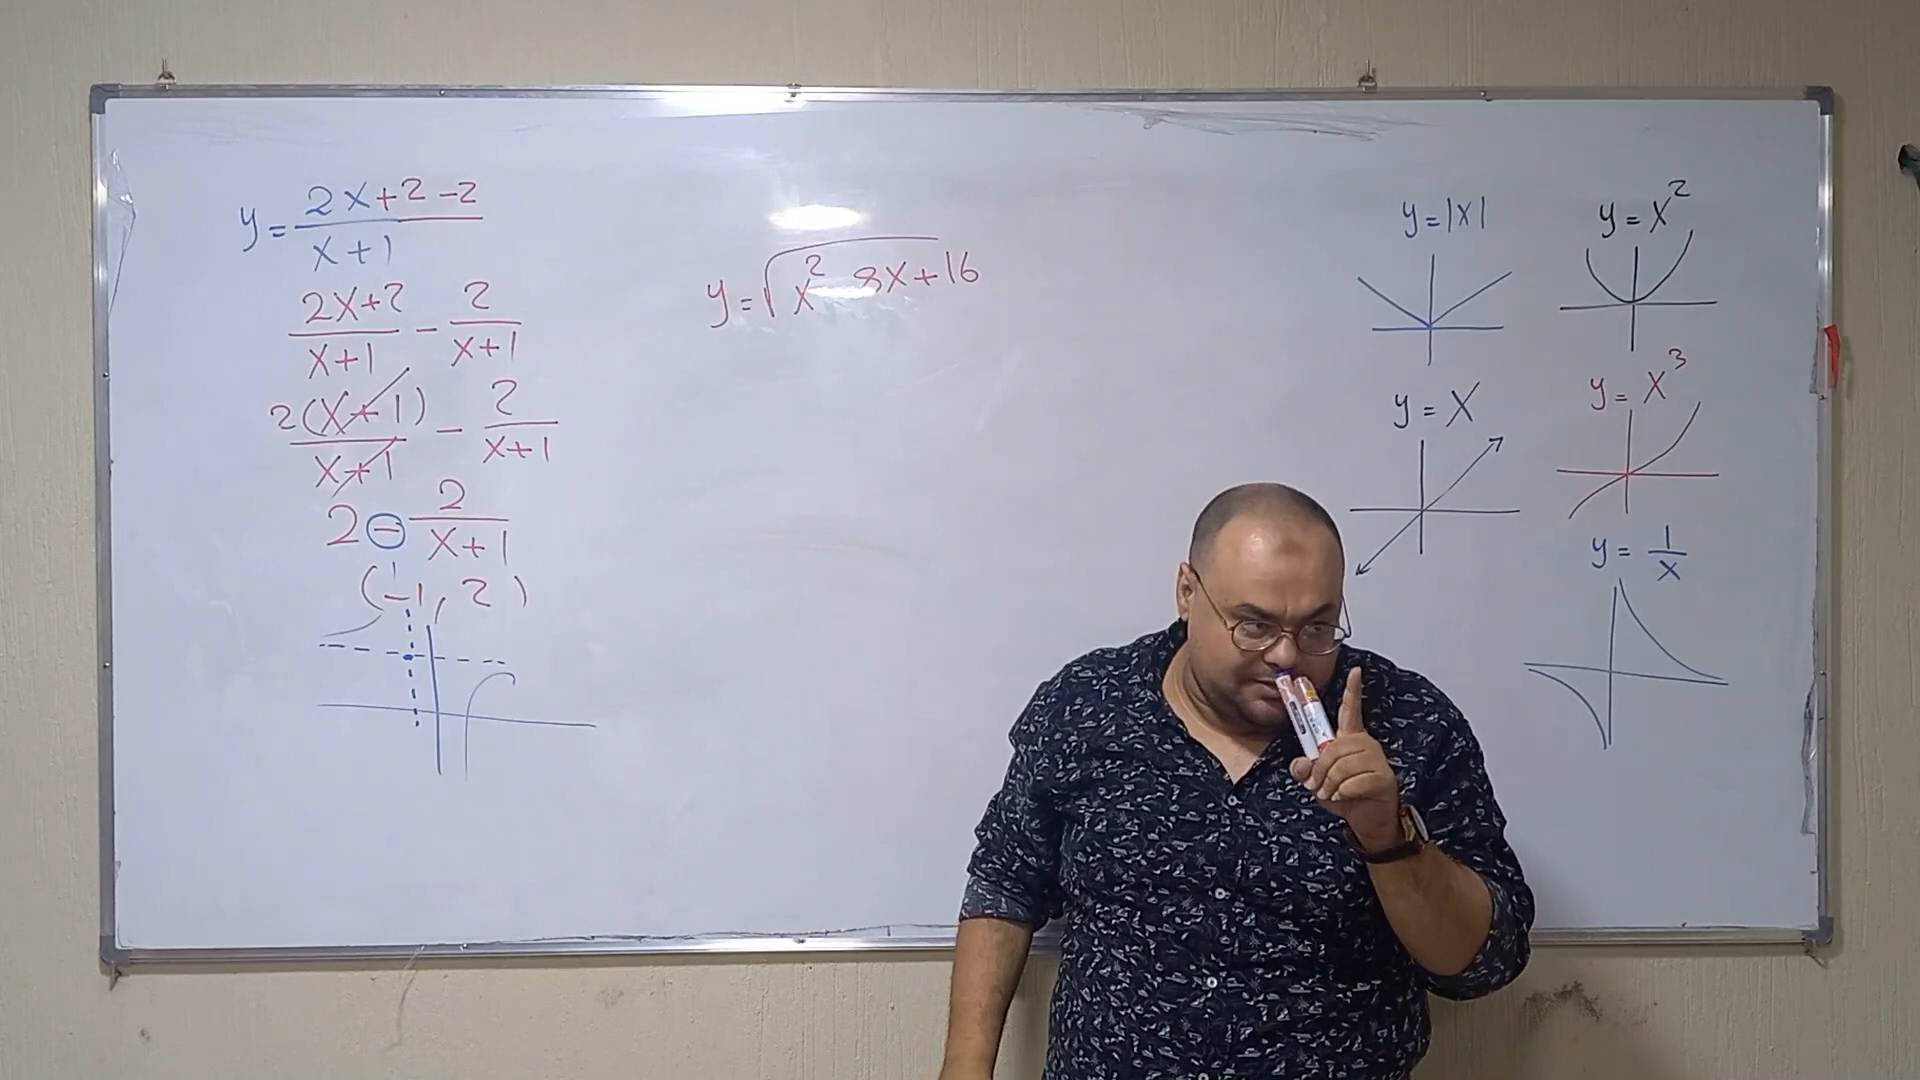 y = (2x+2-2)/(x+1)
(2x+2)/(x+1) - 2/(x+1)
2(x+1)/(x+1) - 2/(x+1)
2 - 2/(x+1)
(-1, 2)
y = √(x² - 8x+16)
y = |x|
y = x²
y = x
y = x³
y = 1/x